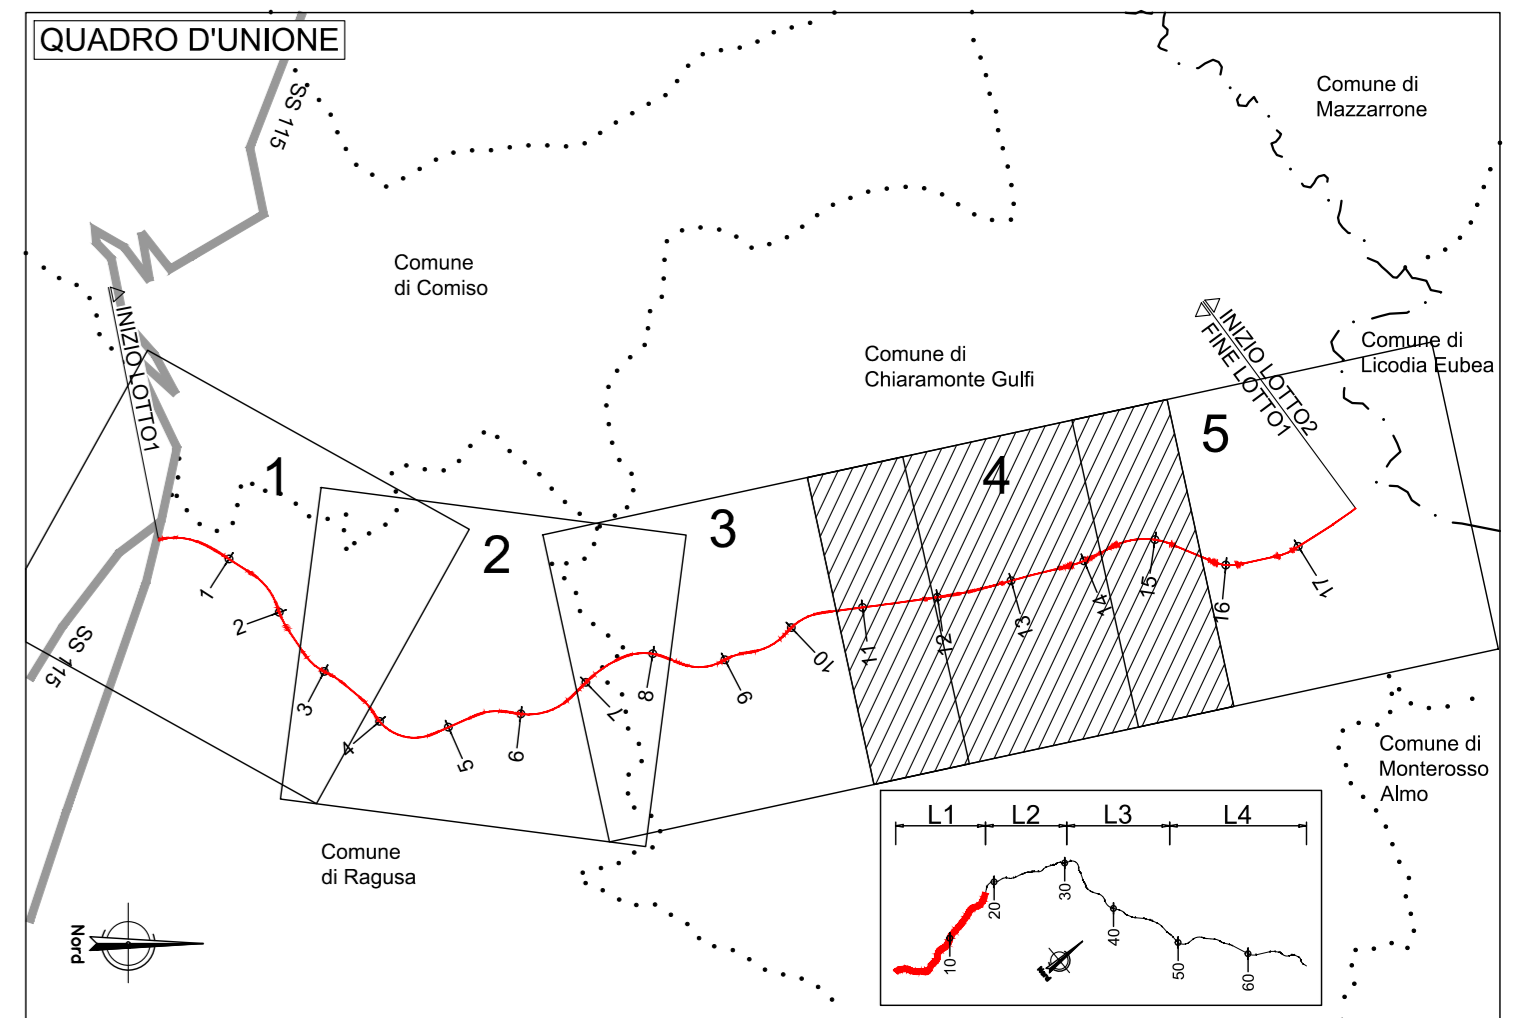 QUADRO D'UNIONE
SS 115
Comune di
Mazzarrone
Comune
di Comiso
INIZIO LOTTO1
Comune di
Chiaramonte Gulfi
INIZIO LOTTO2
FINE LOTTO1
Comune di
Licodia Eubea
1
2
3
4
5
1
2
3
4
5
6
7
8
9
10
11
12
13
14
15
16
17
SS 115
Comune di
Monterosso
Almo
Comune
di Ragusa
Nord
L1
L2
L3
L4
10
20
30
40
50
60
Nord